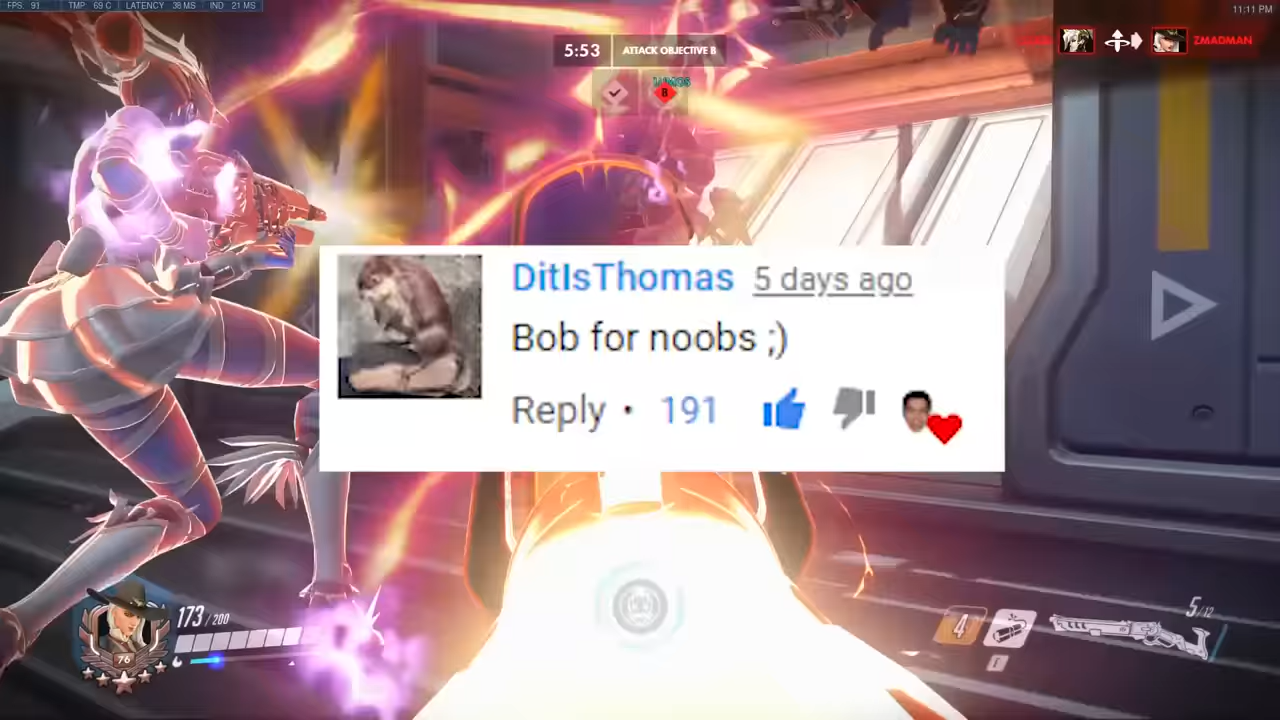 FPS 91 TMP 69 C LATENCY 38 MS IND 21 MS
11:11 PM
5:53 ATTACK OBJECTIVE B
ZMADMAN
B
DitIsThomas 5 days ago
Bob for noobs ;)
Reply • 191
173/200
76
4
5/12